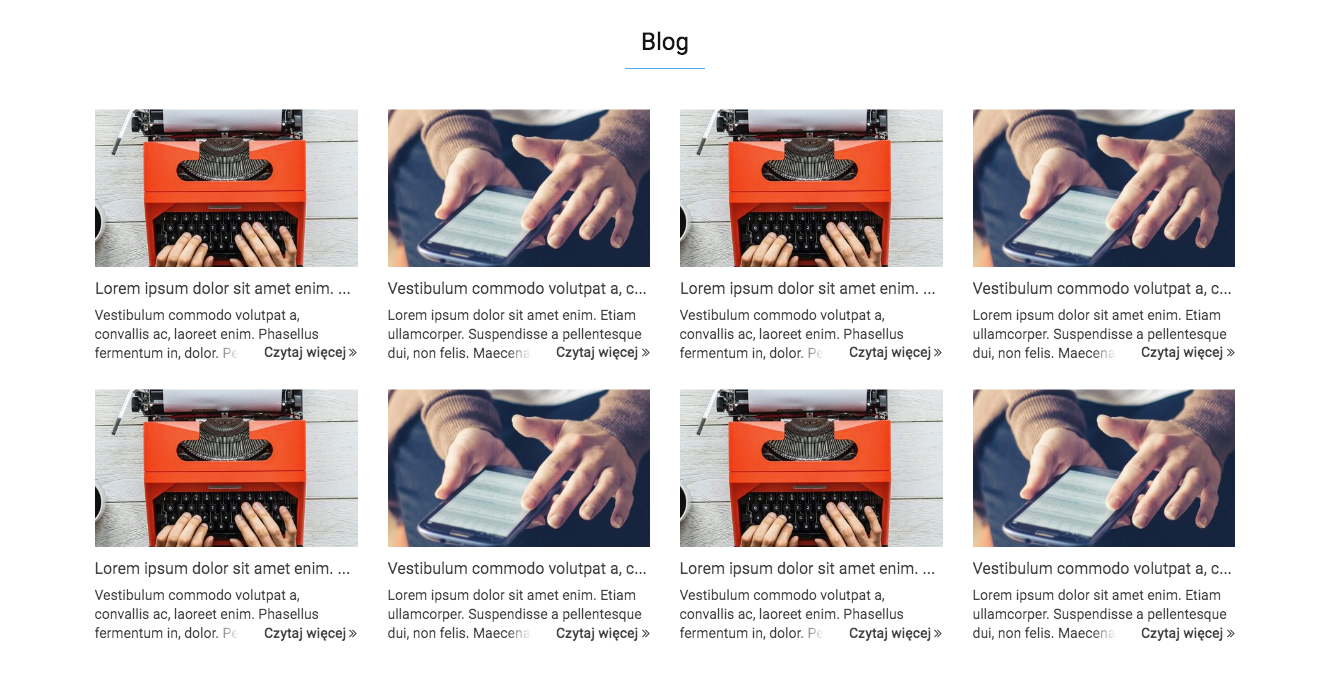 Blog
Lorem ipsum dolor sit amet enim. ...
Vestibulum commodo volutpat a,
convallis ac, laoreet enim. Phasellus
fermentum in, dolor. Pe Czytaj więcej »
Vestibulum commodo volutpat a, c...
Lorem ipsum dolor sit amet enim. Etiam
ullamcorper. Suspendisse a pellentesque
dui, non felis. Maecena Czytaj więcej »
Lorem ipsum dolor sit amet enim. ...
Vestibulum commodo volutpat a,
convallis ac, laoreet enim. Phasellus
fermentum in, dolor. Pe Czytaj więcej »
Vestibulum commodo volutpat a, c...
Lorem ipsum dolor sit amet enim. Etiam
ullamcorper. Suspendisse a pellentesque
dui, non felis. Maecena Czytaj więcej »
Lorem ipsum dolor sit amet enim. ...
Vestibulum commodo volutpat a,
convallis ac, laoreet enim. Phasellus
fermentum in, dolor. Pe Czytaj więcej »
Vestibulum commodo volutpat a, c...
Lorem ipsum dolor sit amet enim. Etiam
ullamcorper. Suspendisse a pellentesque
dui, non felis. Maecena Czytaj więcej »
Lorem ipsum dolor sit amet enim. ...
Vestibulum commodo volutpat a,
convallis ac, laoreet enim. Phasellus
fermentum in, dolor. Pe Czytaj więcej »
Vestibulum commodo volutpat a, c...
Lorem ipsum dolor sit amet enim. Etiam
ullamcorper. Suspendisse a pellentesque
dui, non felis. Maecena Czytaj więcej »